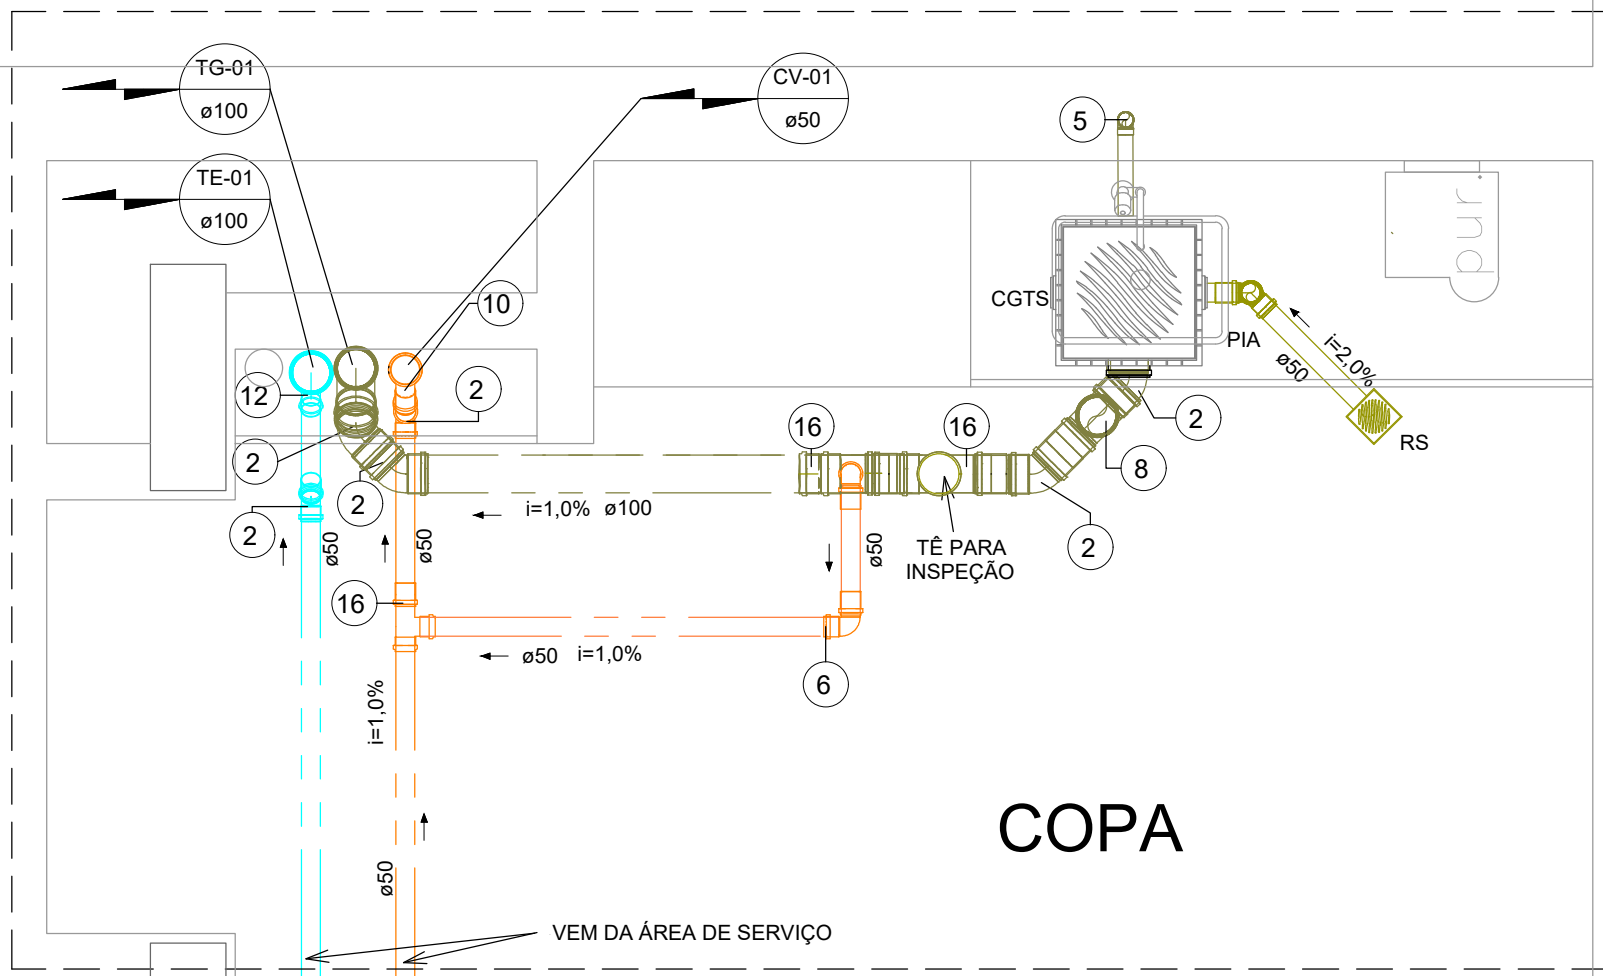 TG-01
ø100
CV-01
ø50
5
TE-01
ø100
pur
10
CGTS
PIA
i=2,0%
ø50
12
2
2
16
16
RS
2
8
2
2
i=1,0% ø100
2
ø50
ø50
ø50
TÊ PARA
INSPEÇÃO
2
16
ø50 i=1,0%
6
i=1,0%
COPA
ø50
VEM DA ÁREA DE SERVIÇO